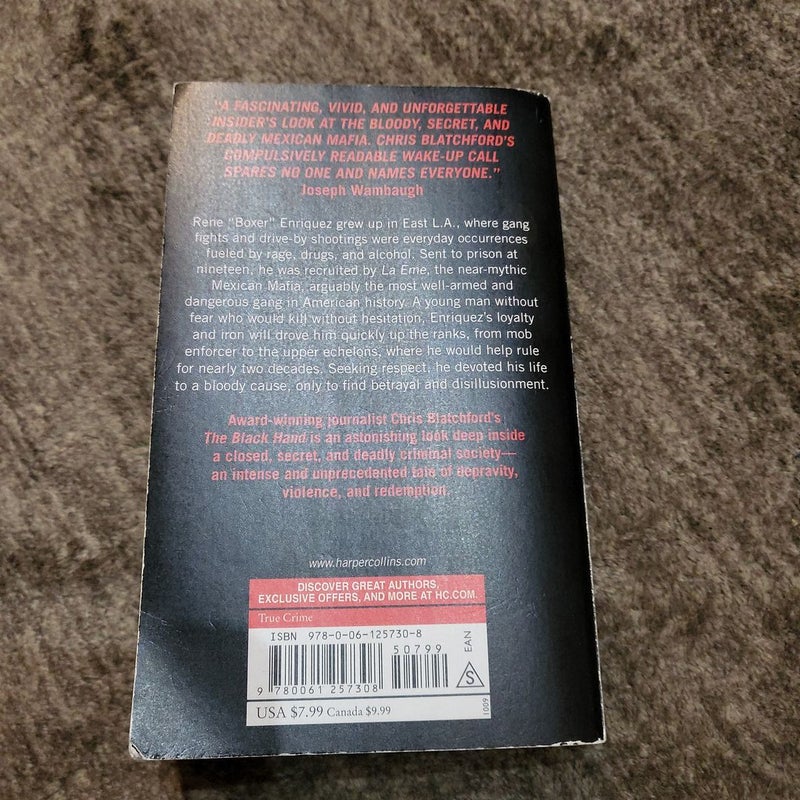 "A FASCINATING, VIVID, AND UNFORGETTABLE
INSIDER'S LOOK AT THE BLOODY, SECRET, AND
DEADLY MEXICAN MAFIA. CHRIS BLATCHFORD'S
COMPULSIVELY READABLE WAKE-UP CALL
SPARES NO ONE AND NAMES EVERYONE."
Joseph Wambaugh
Rene "Boxer" Enriquez grew up in East L.A., where gang
fights and drive-by shootings were everyday occurrences
fueled by rage, drugs, and alcohol. Sent to prison at
nineteen, he was recruited by La Eme, the near-mythic
Mexican Mafia, arguably the most well-armed and
dangerous gang in American history. A young man without
fear who would kill without hesitation, Enriquez's loyalty
and iron will drove him quickly up the ranks, from mob
enforcer to the upper echelons, where he would help rule
for nearly two decades. Seeking respect, he devoted his life
to a bloody cause, only to find betrayal and disillusionment.
Award-winning journalist Chris Blatchford's
The Black Hand is an astonishing look deep inside
a closed, secret, and deadly criminal society—
an intense and unprecedented tale of depravity,
violence, and redemption.
www.harpercollins.com
DISCOVER GREAT AUTHORS,
EXCLUSIVE OFFERS, AND MORE AT HC.COM.
True Crime
ISBN 978-0-06-125730-8
50799
EAN
S
9 780061 257308
USA $7.99 Canada $9.99
1009